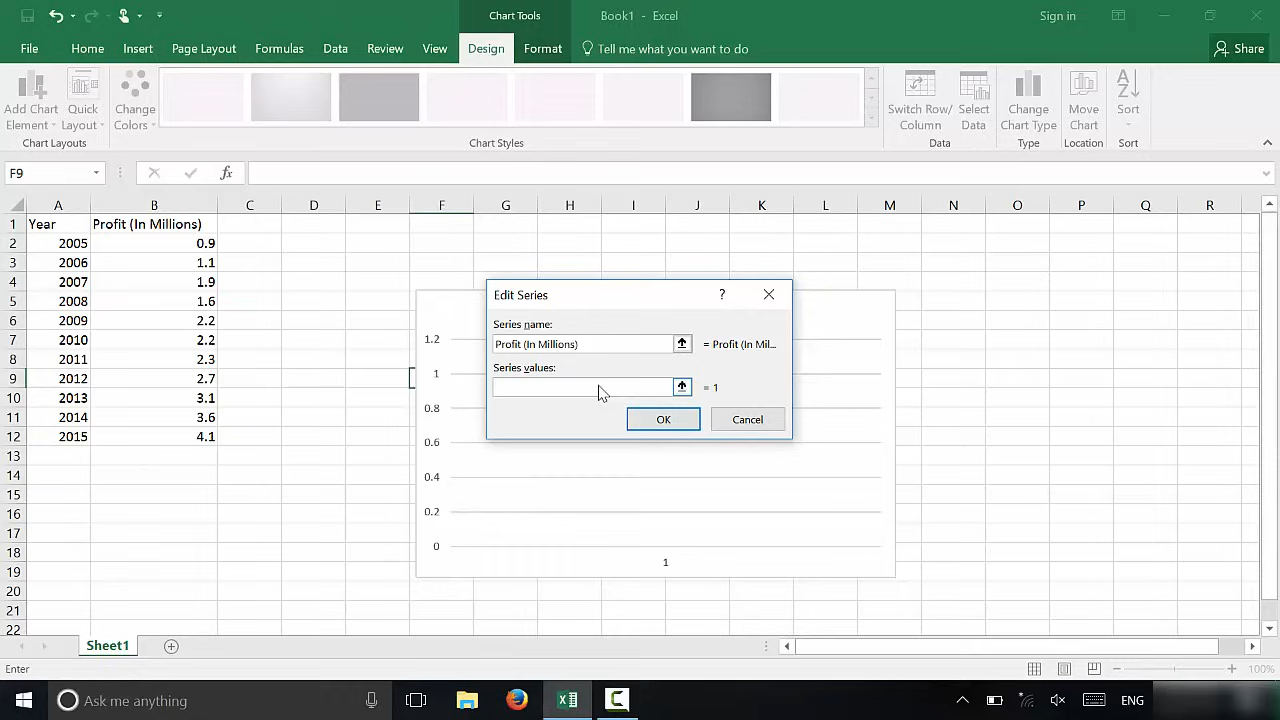 Chart Tools
Book1 - Excel
Sign in
File Home Insert Page Layout Formulas Data Review View Design Format Tell me what you want to do Share
Add Chart Element
Quick Layout
Change Colors
Switch Row/ Column
Select Data
Change Chart Type
Move Chart
Sort
Chart Layouts
Chart Styles
Data
Type
Location
Sort
F9
fx
A B C D E F G H I J K L M N O P Q R
1 Year Profit (In Millions)
2 2005 0.9
3 2006 1.1
4 2007 1.9
5 2008 1.6
6 2009 2.2
7 2010 2.2
8 2011 2.3
9 2012 2.7
10 2013 3.1
11 2014 3.6
12 2015 4.1
13
14
15
16
17
18
19
20
21
22
1.2
1
0.8
0.6
0.4
0.2
0
1
Edit Series
?
Series name:
Profit (In Millions) = Profit (In Mil...
Series values:
= 1
OK Cancel
Sheet1
Enter
100%
Ask me anything
ENG